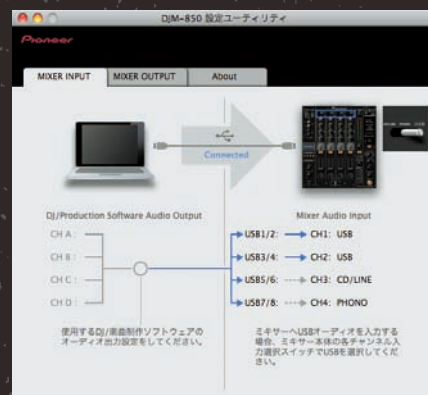 DJM-850 設定ユーティリティ
Pioneer
MIXER INPUT MIXER OUTPUT About
Connected
DJ/Production Software Audio Output
Mixer Audio Input
CH A :
CH B :
CH C :
CH D :
USB1/2: CH1: USB
USB3/4: CH2: USB
USB5/6: CH3: CD/LINE
USB7/8: CH4: PHONO
使用するDJ/楽曲制作ソフトウェアの
オーディオ出力設定をしてください。
ミキサーへUSBオーディオを入力する
場合、ミキサー本体の各チャンネル入
力選択スイッチでUSBを選択してくだ
さい。